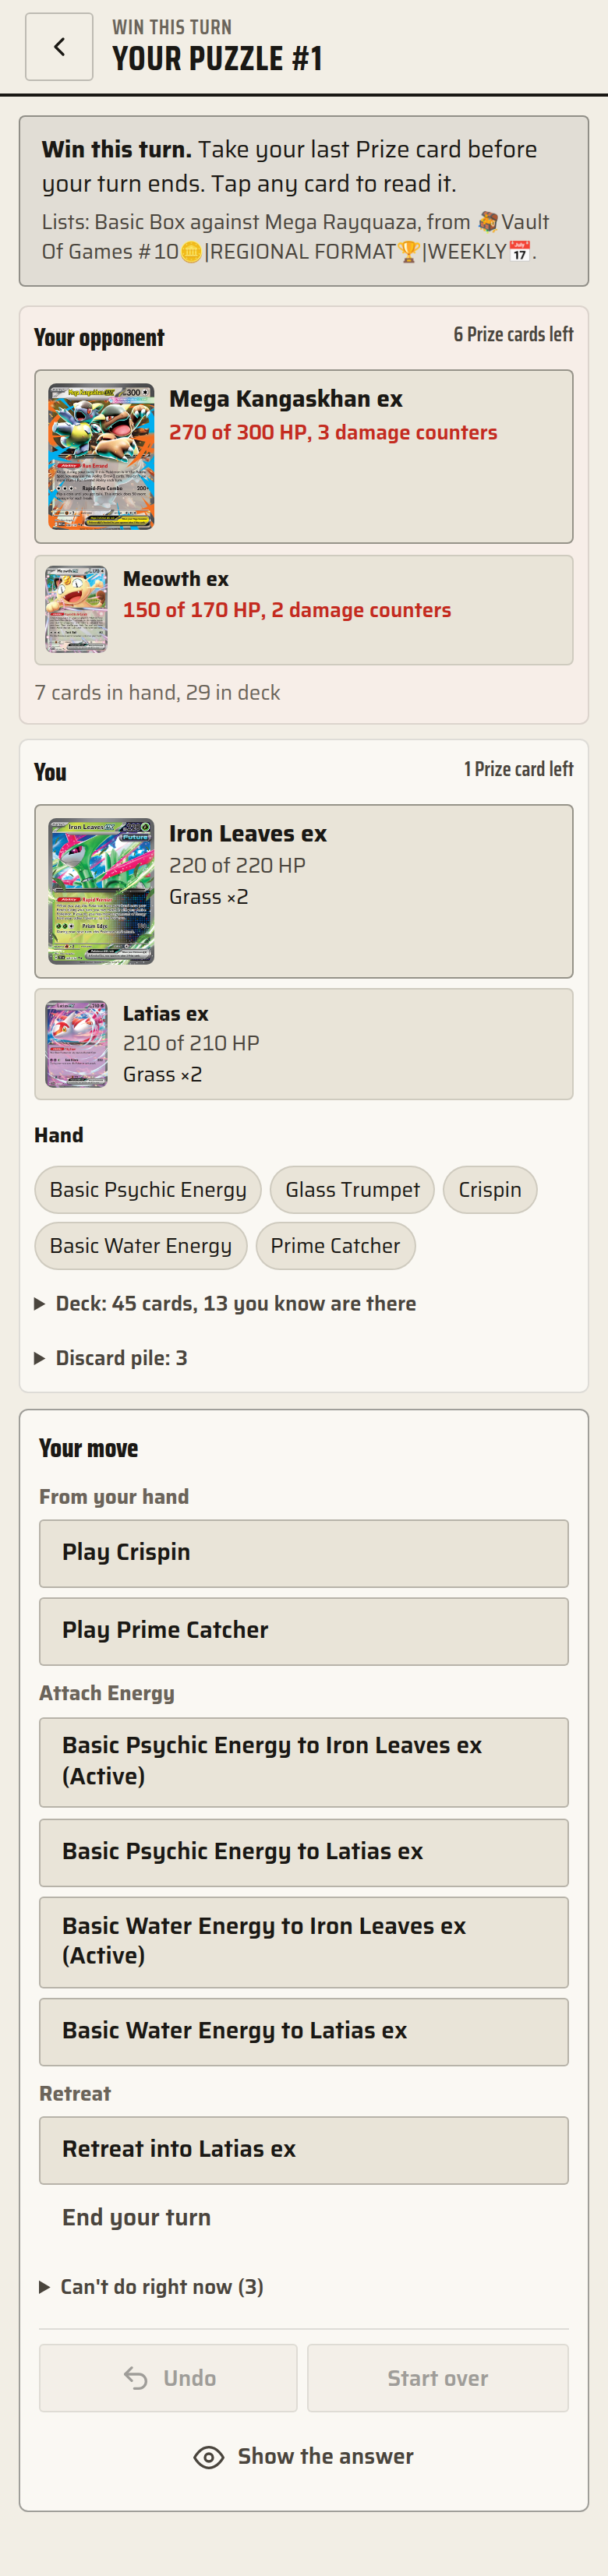 WIN THIS TURN
YOUR PUZZLE #1
Win this turn. Take your last Prize card before
your turn ends. Tap any card to read it.
Lists: Basic Box against Mega Rayquaza, from 🧸Vault
Of Games #10🪙|REGIONAL FORMAT🏆|WEEKLY📅.
Your opponent
6 Prize cards left
Mega Kangaskhan ex
270 of 300 HP, 3 damage counters
Meowth ex
150 of 170 HP, 2 damage counters
7 cards in hand, 29 in deck
You
1 Prize card left
Iron Leaves ex
220 of 220 HP
Grass ×2
Latias ex
210 of 210 HP
Grass ×2
Hand
Basic Psychic Energy
Glass Trumpet
Crispin
Basic Water Energy
Prime Catcher
Deck: 45 cards, 13 you know are there
Discard pile: 3
Your move
From your hand
Play Crispin
Play Prime Catcher
Attach Energy
Basic Psychic Energy to Iron Leaves ex
(Active)
Basic Psychic Energy to Latias ex
Basic Water Energy to Iron Leaves ex
(Active)
Basic Water Energy to Latias ex
Retreat
Retreat into Latias ex
End your turn
Can't do right now (3)
Undo
Start over
Show the answer